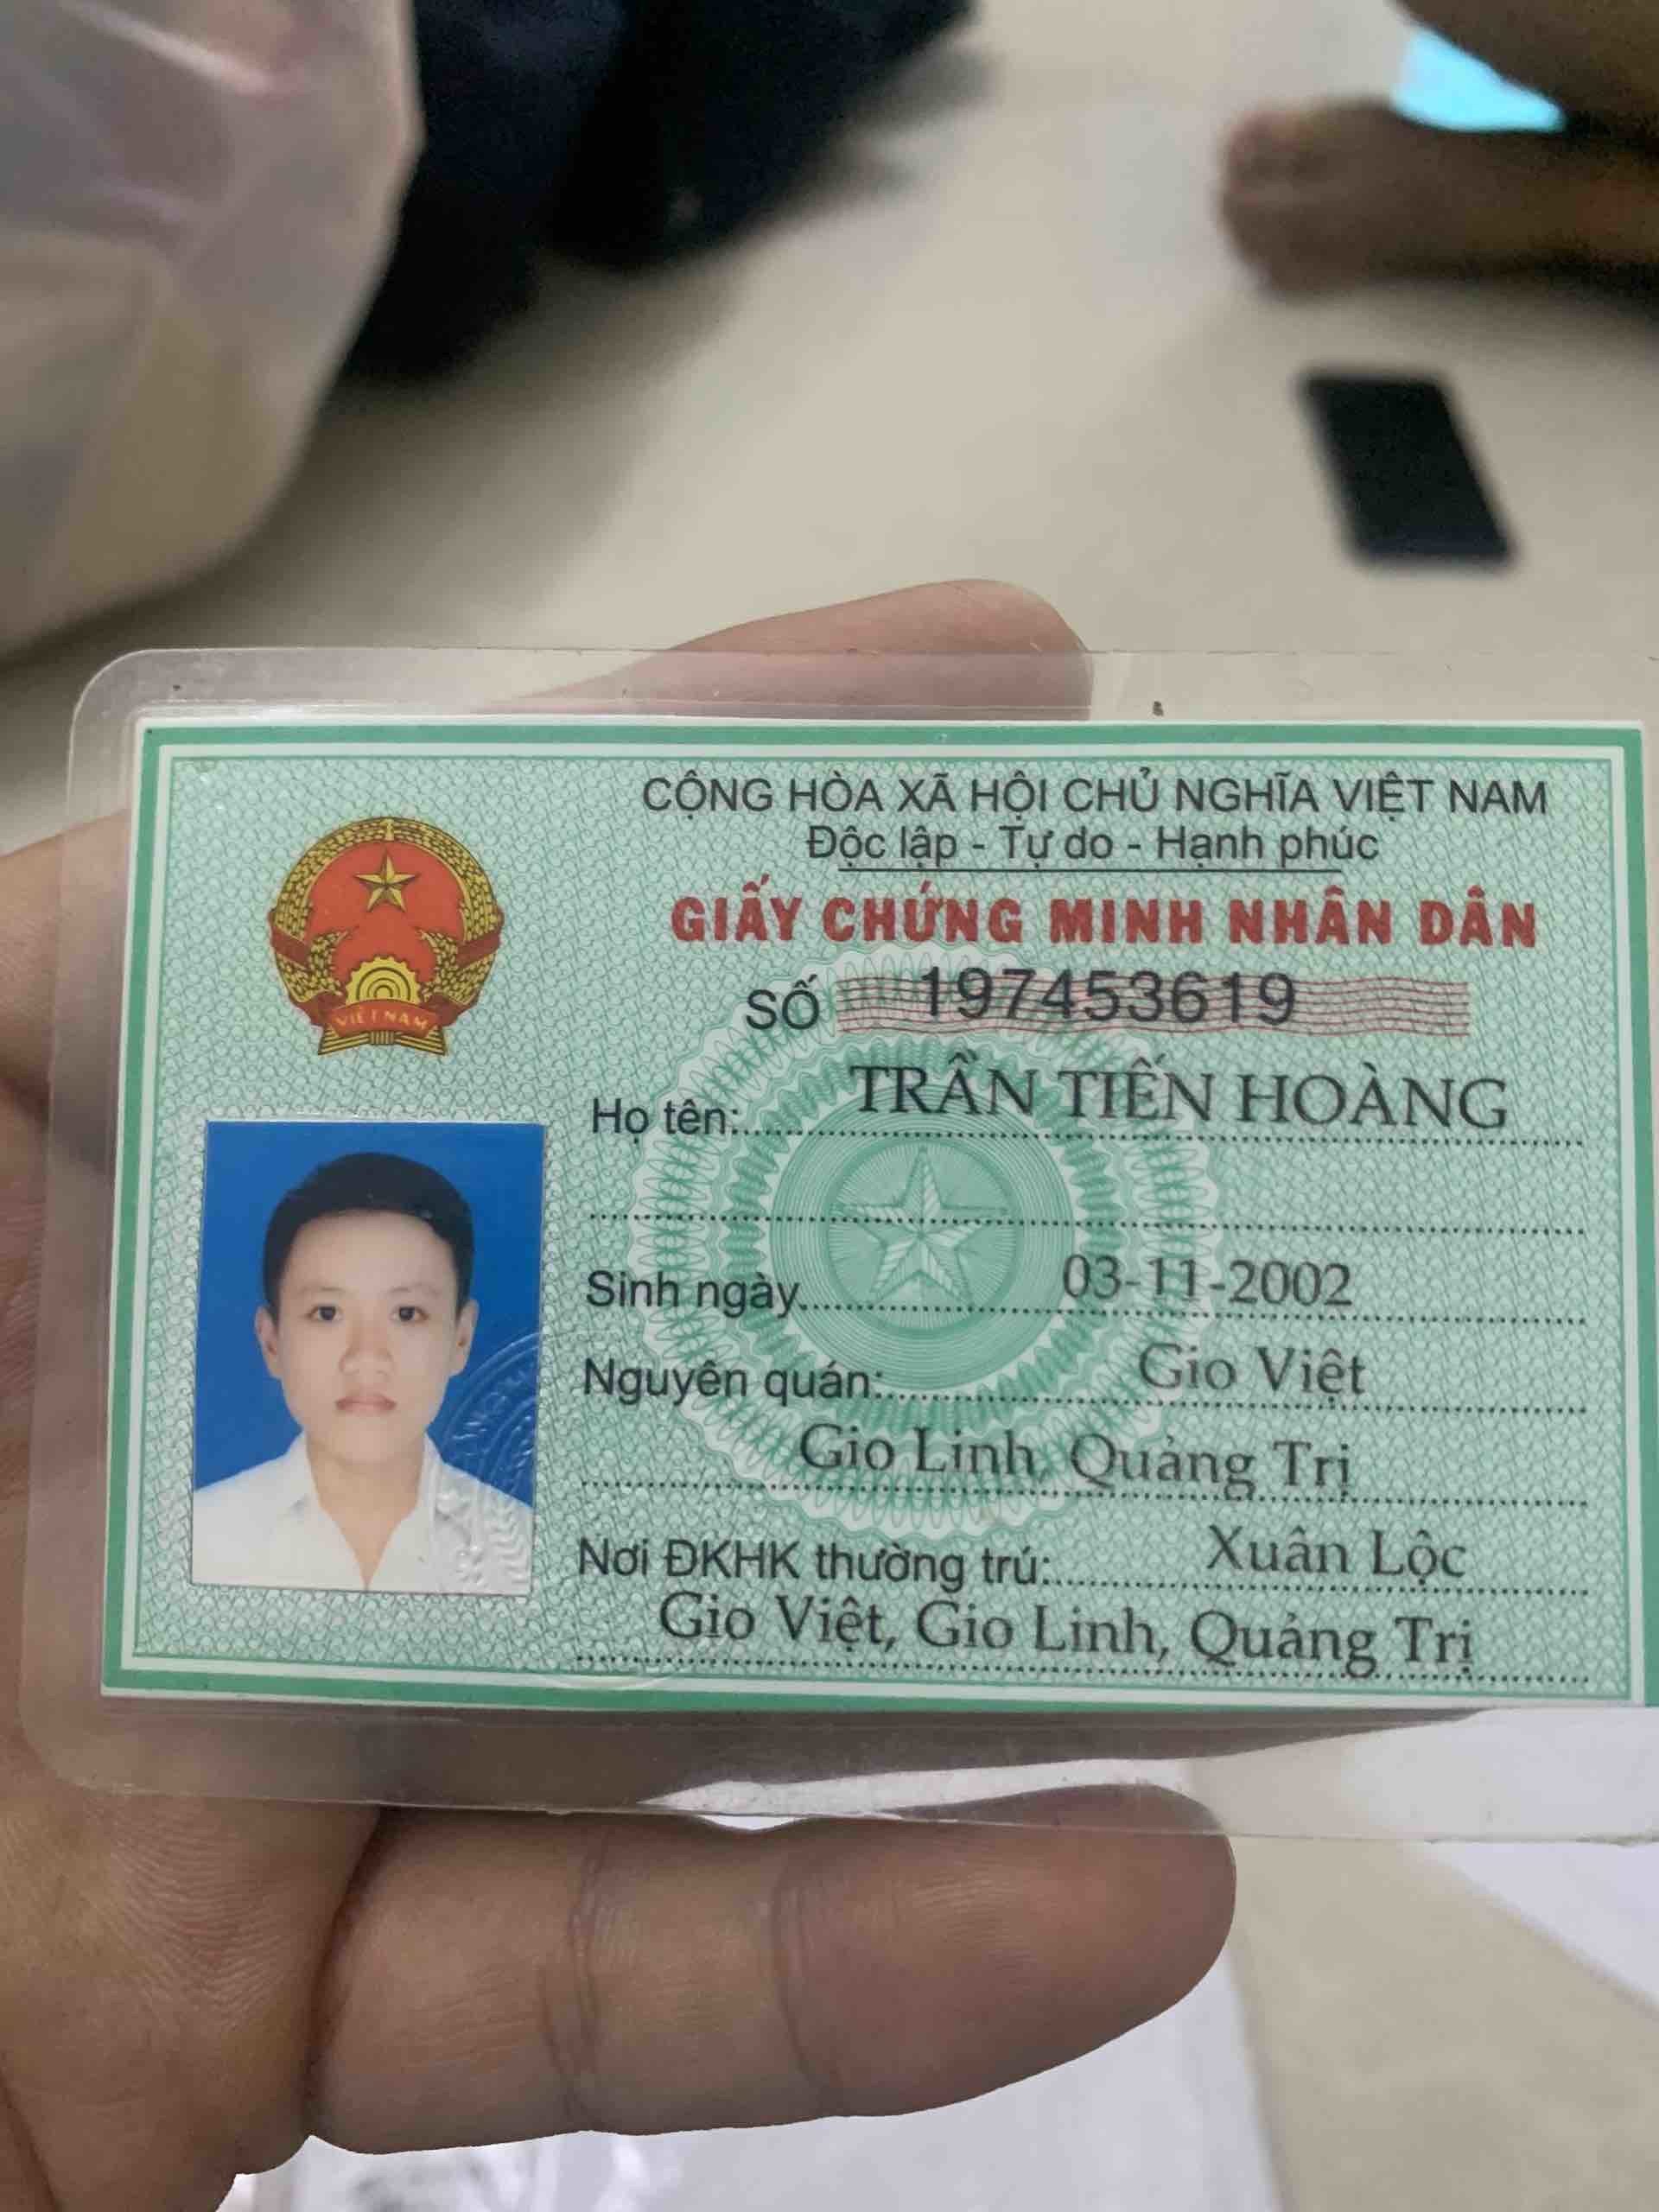 CỘNG HÒA XÃ HỘI CHỦ NGHĨA VIỆT NAM
Độc lập - Tự do - Hạnh phúc
GIẤY CHỨNG MINH NHÂN DÂN
SỐ 197453619
VIỆT NAM
Họ tên: TRẦN TIẾN HOÀNG
Sinh ngày 03-11-2002
Nguyên quán: Gio Việt
Gio Linh, Quảng Trị
Nơi ĐKHK thường trú: Xuân Lộc
Gio Việt, Gio Linh, Quảng Trị